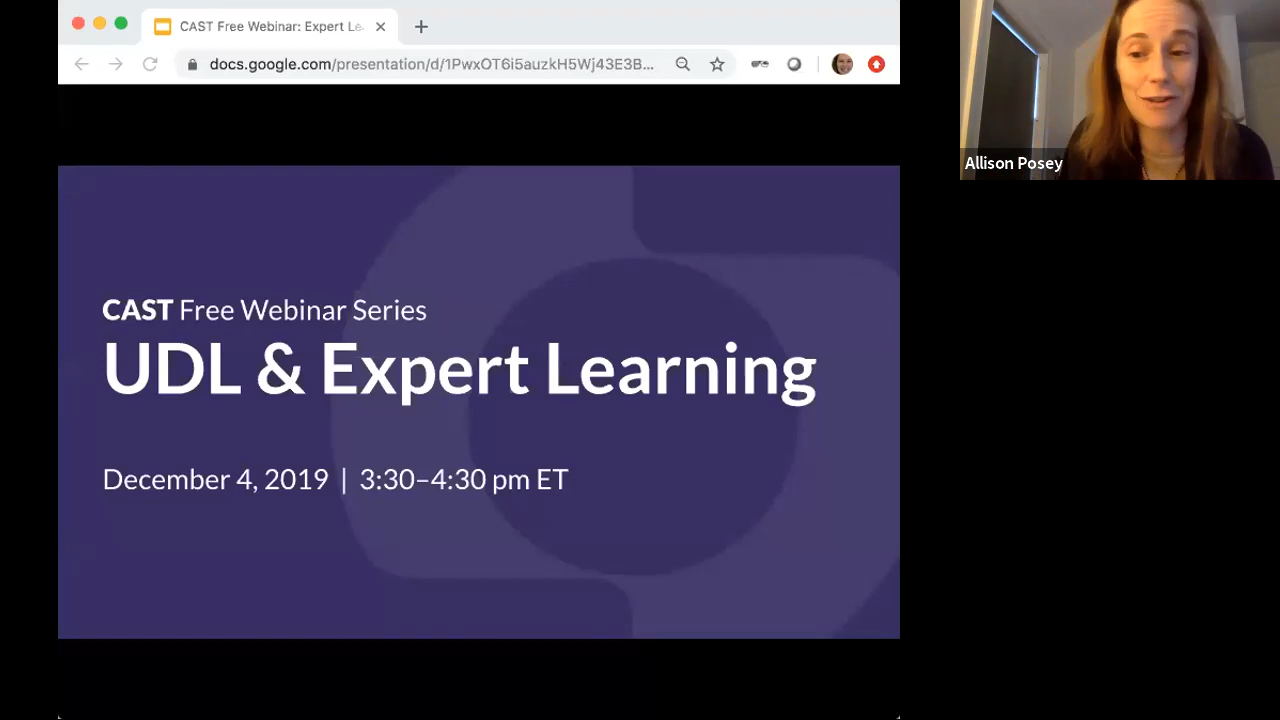 CAST Free Webinar: Expert Le
docs.google.com/presentation/d/1PwxOT6i5auzkH5Wj43E3B...
Allison Posey
CAST Free Webinar Series
UDL & Expert Learning
December 4, 2019 | 3:30–4:30 pm ET